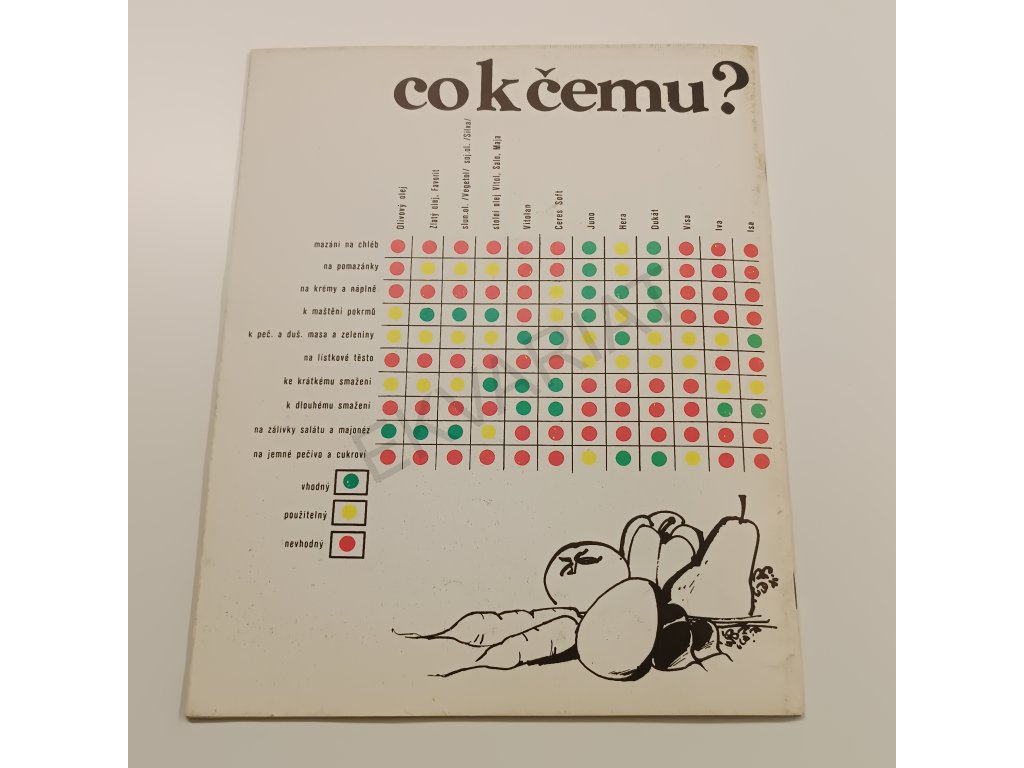 co k čemu?
Olivový olej
Zlatý olej, Favorit
slun.ol. /Vegetol/ soj.ol. /Silva/
stolní olej Vitol, Sálo, Maja
Vitolan
Ceres Soft
Juno
Hera
Dukát
Visa
Iva
Isa
mazání na chléb
na pomazánky
na krémy a náplně
k maštění pokrmů
k peč. a duš. masa a zeleniny
na lístkové těsto
ke krátkému smažení
k dlouhému smažení
na zálivky salátu a majonéz
na jemné pečivo a cukroví
vhodný
použitelný
nevhodný
EKVARIAT